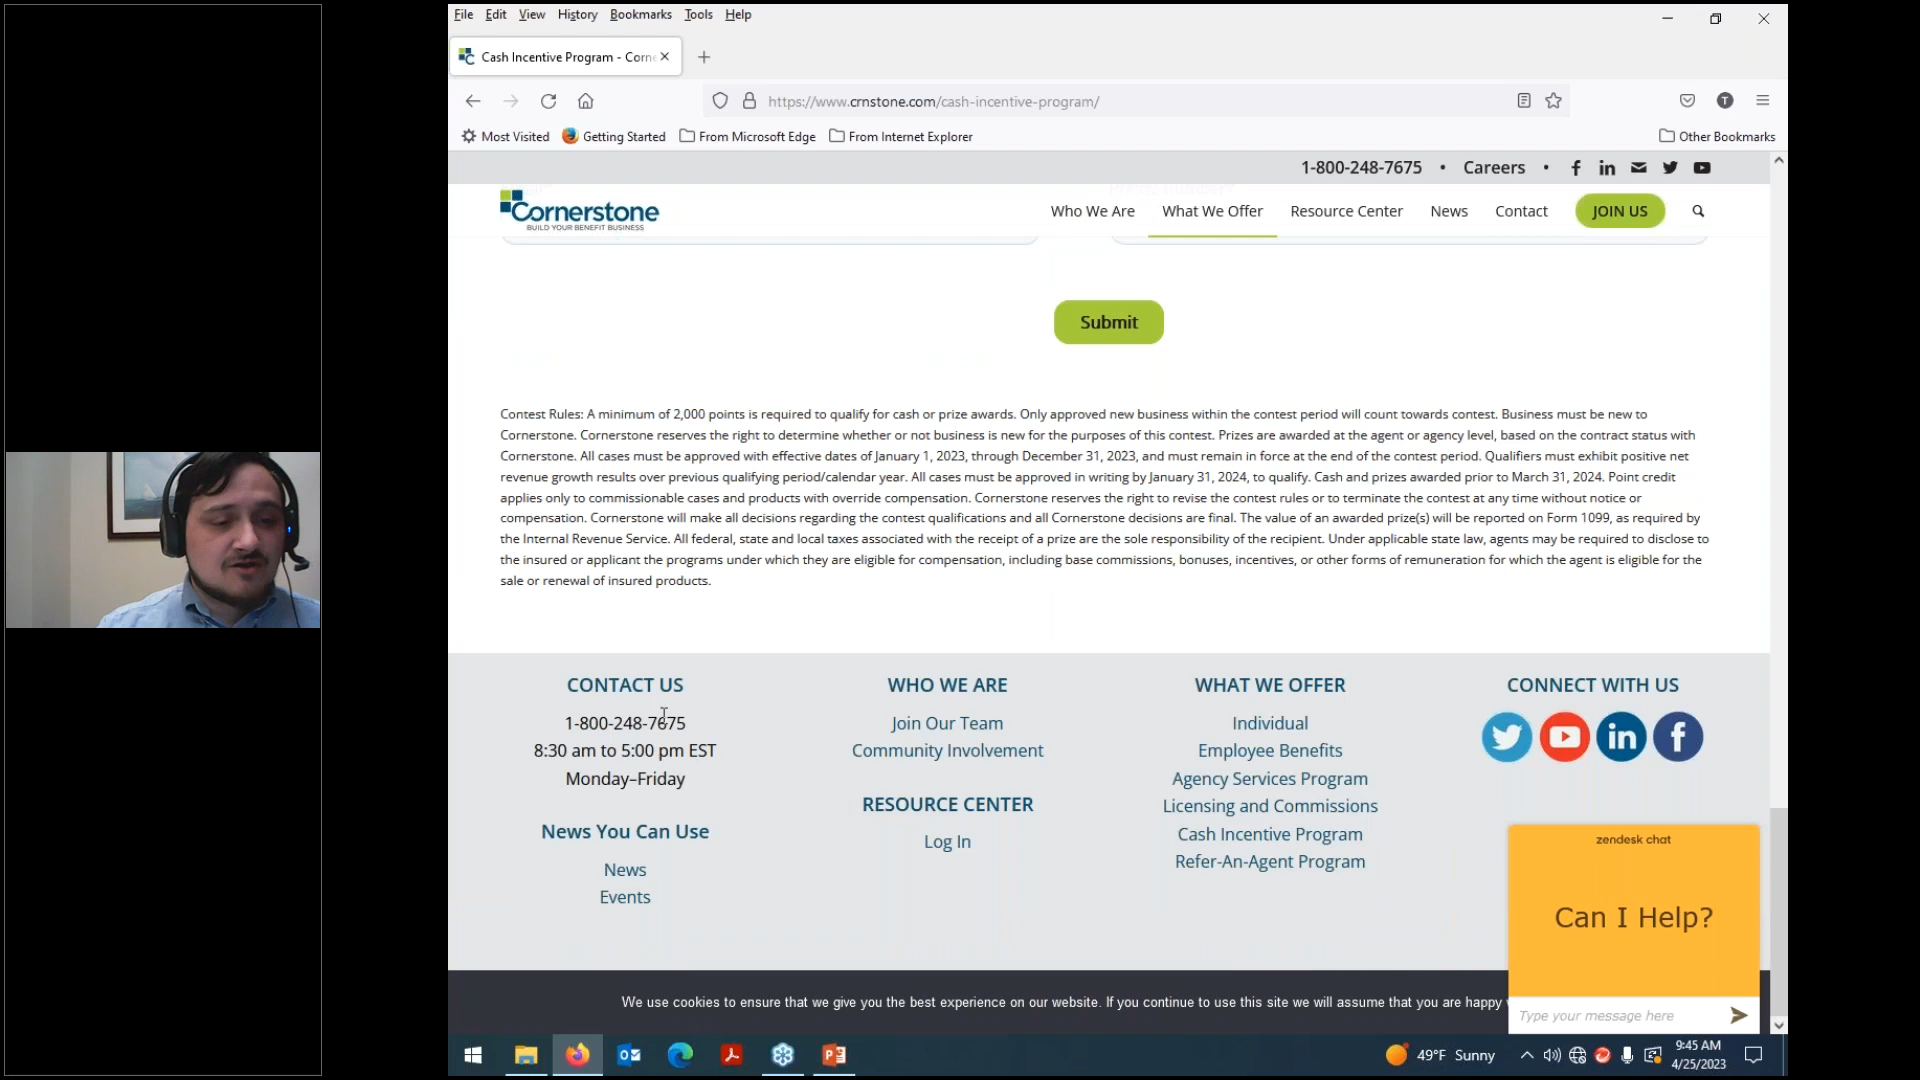 File Edit View History Bookmarks Tools Help
Cash Incentive Program - Corne
https://www.crnstone.com/cash-incentive-program/
T
Most Visited Getting Started From Microsoft Edge From Internet Explorer Other Bookmarks
1-800-248-7675 • Careers •
Cornerstone
BUILD YOUR BENEFIT BUSINESS
Who We Are What We Offer Resource Center News Contact JOIN US
Submit
Contest Rules: A minimum of 2,000 points is required to qualify for cash or prize awards. Only approved new business within the contest period will count towards contest. Business must be new to
Cornerstone. Cornerstone reserves the right to determine whether or not business is new for the purposes of this contest. Prizes are awarded at the agent or agency level, based on the contract status with
Cornerstone. All cases must be approved with effective dates of January 1, 2023, through December 31, 2023, and must remain in force at the end of the contest period. Qualifiers must exhibit positive net
revenue growth results over previous qualifying period/calendar year. All cases must be approved in writing by January 31, 2024, to qualify. Cash and prizes awarded prior to March 31, 2024. Point credit
applies only to commissionable cases and products with override compensation. Cornerstone reserves the right to revise the contest rules or to terminate the contest at any time without notice or
compensation. Cornerstone will make all decisions regarding the contest qualifications and all Cornerstone decisions are final. The value of an awarded prize(s) will be reported on Form 1099, as required by
the Internal Revenue Service. All federal, state and local taxes associated with the receipt of a prize are the sole responsibility of the recipient. Under applicable state law, agents may be required to disclose to
the insured or applicant the programs under which they are eligible for compensation, including base commissions, bonuses, incentives, or other forms of remuneration for which the agent is eligible for the
sale or renewal of insured products.
CONTACT US
1-800-248-7675
8:30 am to 5:00 pm EST
Monday–Friday
News You Can Use
News
Events
WHO WE ARE
Join Our Team
Community Involvement
RESOURCE CENTER
Log In
WHAT WE OFFER
Individual
Employee Benefits
Agency Services Program
Licensing and Commissions
Cash Incentive Program
Refer-An-Agent Program
CONNECT WITH US
zendesk chat
Can I Help?
Type your message here
We use cookies to ensure that we give you the best experience on our website. If you continue to use this site we will assume that you are happy
49°F Sunny
9:45 AM
4/25/2023